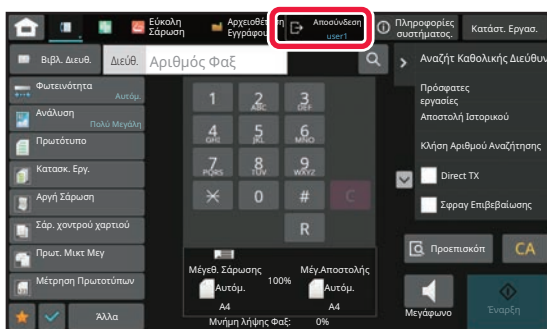 Εύκολη
Σάρωση
Αρχειοθέτηση
Εγγράφου
Αποσύνδεση
user1
Πληροφορίες
συστήματος.
Κατάστ. Εργασ.
Βιβλ. Διευθ.
Διεύθ.
Αριθμός Φαξ
Αναζήτ Καθολικής Διεύθυν
Φωτεινότητα
Αυτόμ.
Ανάλυση
Πολύ Μεγάλη
Πρωτότυπο
Κατασκ. Εργ.
Αργή Σάρωση
Σάρ. χοντρού χαρτιού
Πρωτ. Μικτ Μεγ
Μέτρηση Πρωτοτύπων
Άλλα
1
2 ABC
3 DEF
4 GHI
5 JKL
6 MNO
7 PQRS
8 TUV
9 WXYZ
0
#
C
R
Μέγεθ. Σάρωσης
100%
Μέγ.Αποστολής
Αυτόμ.
Αυτόμ.
A4
A4
Μνήμη λήψης Φαξ: 0%
Πρόσφατες
εργασίες
Αποστολή Ιστορικού
Κλήση Αριθμού Αναζήτησης
Direct TX
Σφραγ Επιβεβαίωσης
Προεπισκόπ
CA
Μεγάφωνο
Έναρξη